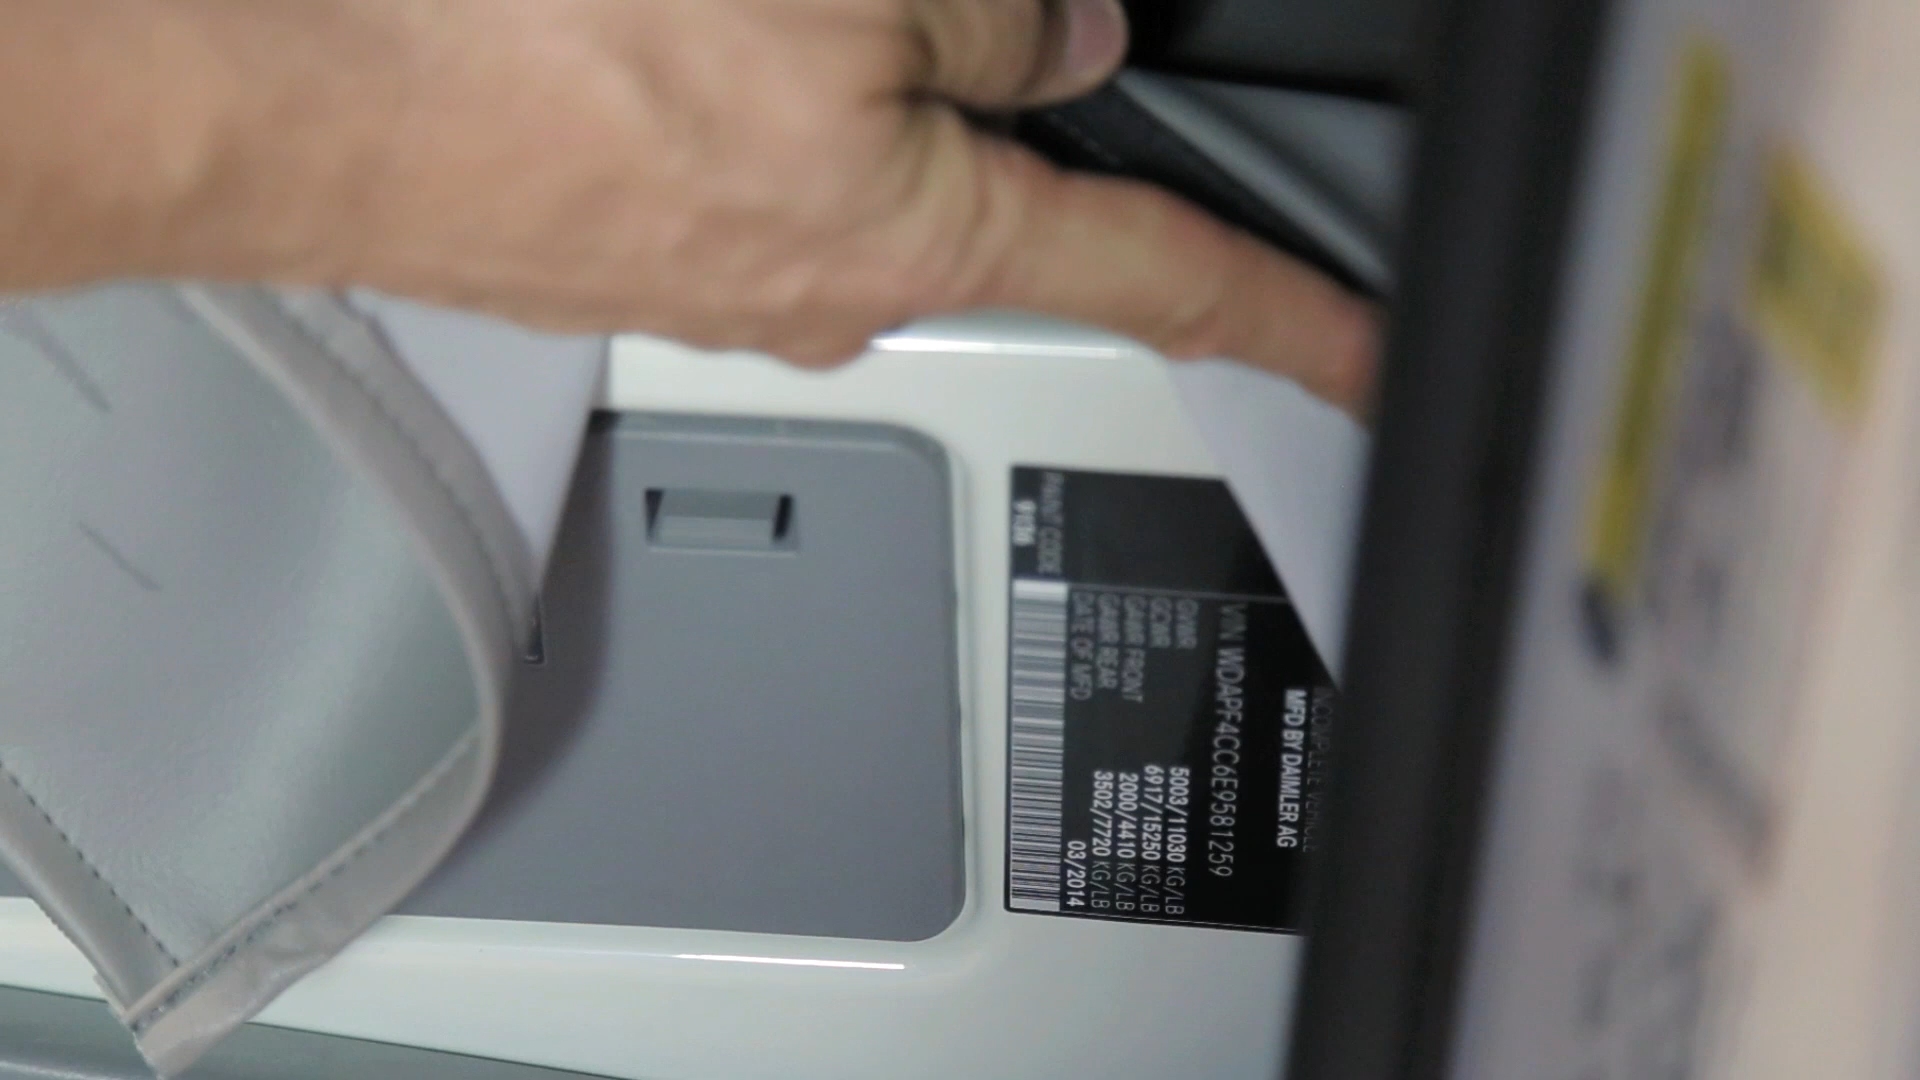 INCOMPLETE VEHICLE
MFD BY DAIMLER AG
VIN WDAPF4CC6E9581259
GVWR 5003/11030 KG/LB
GCWR 6917/15250 KG/LB
GAWR FRONT 2000/4410 KG/LB
GAWR REAR 3502/7720 KG/LB
DATE OF MFD 03/2014
PAINT CODE